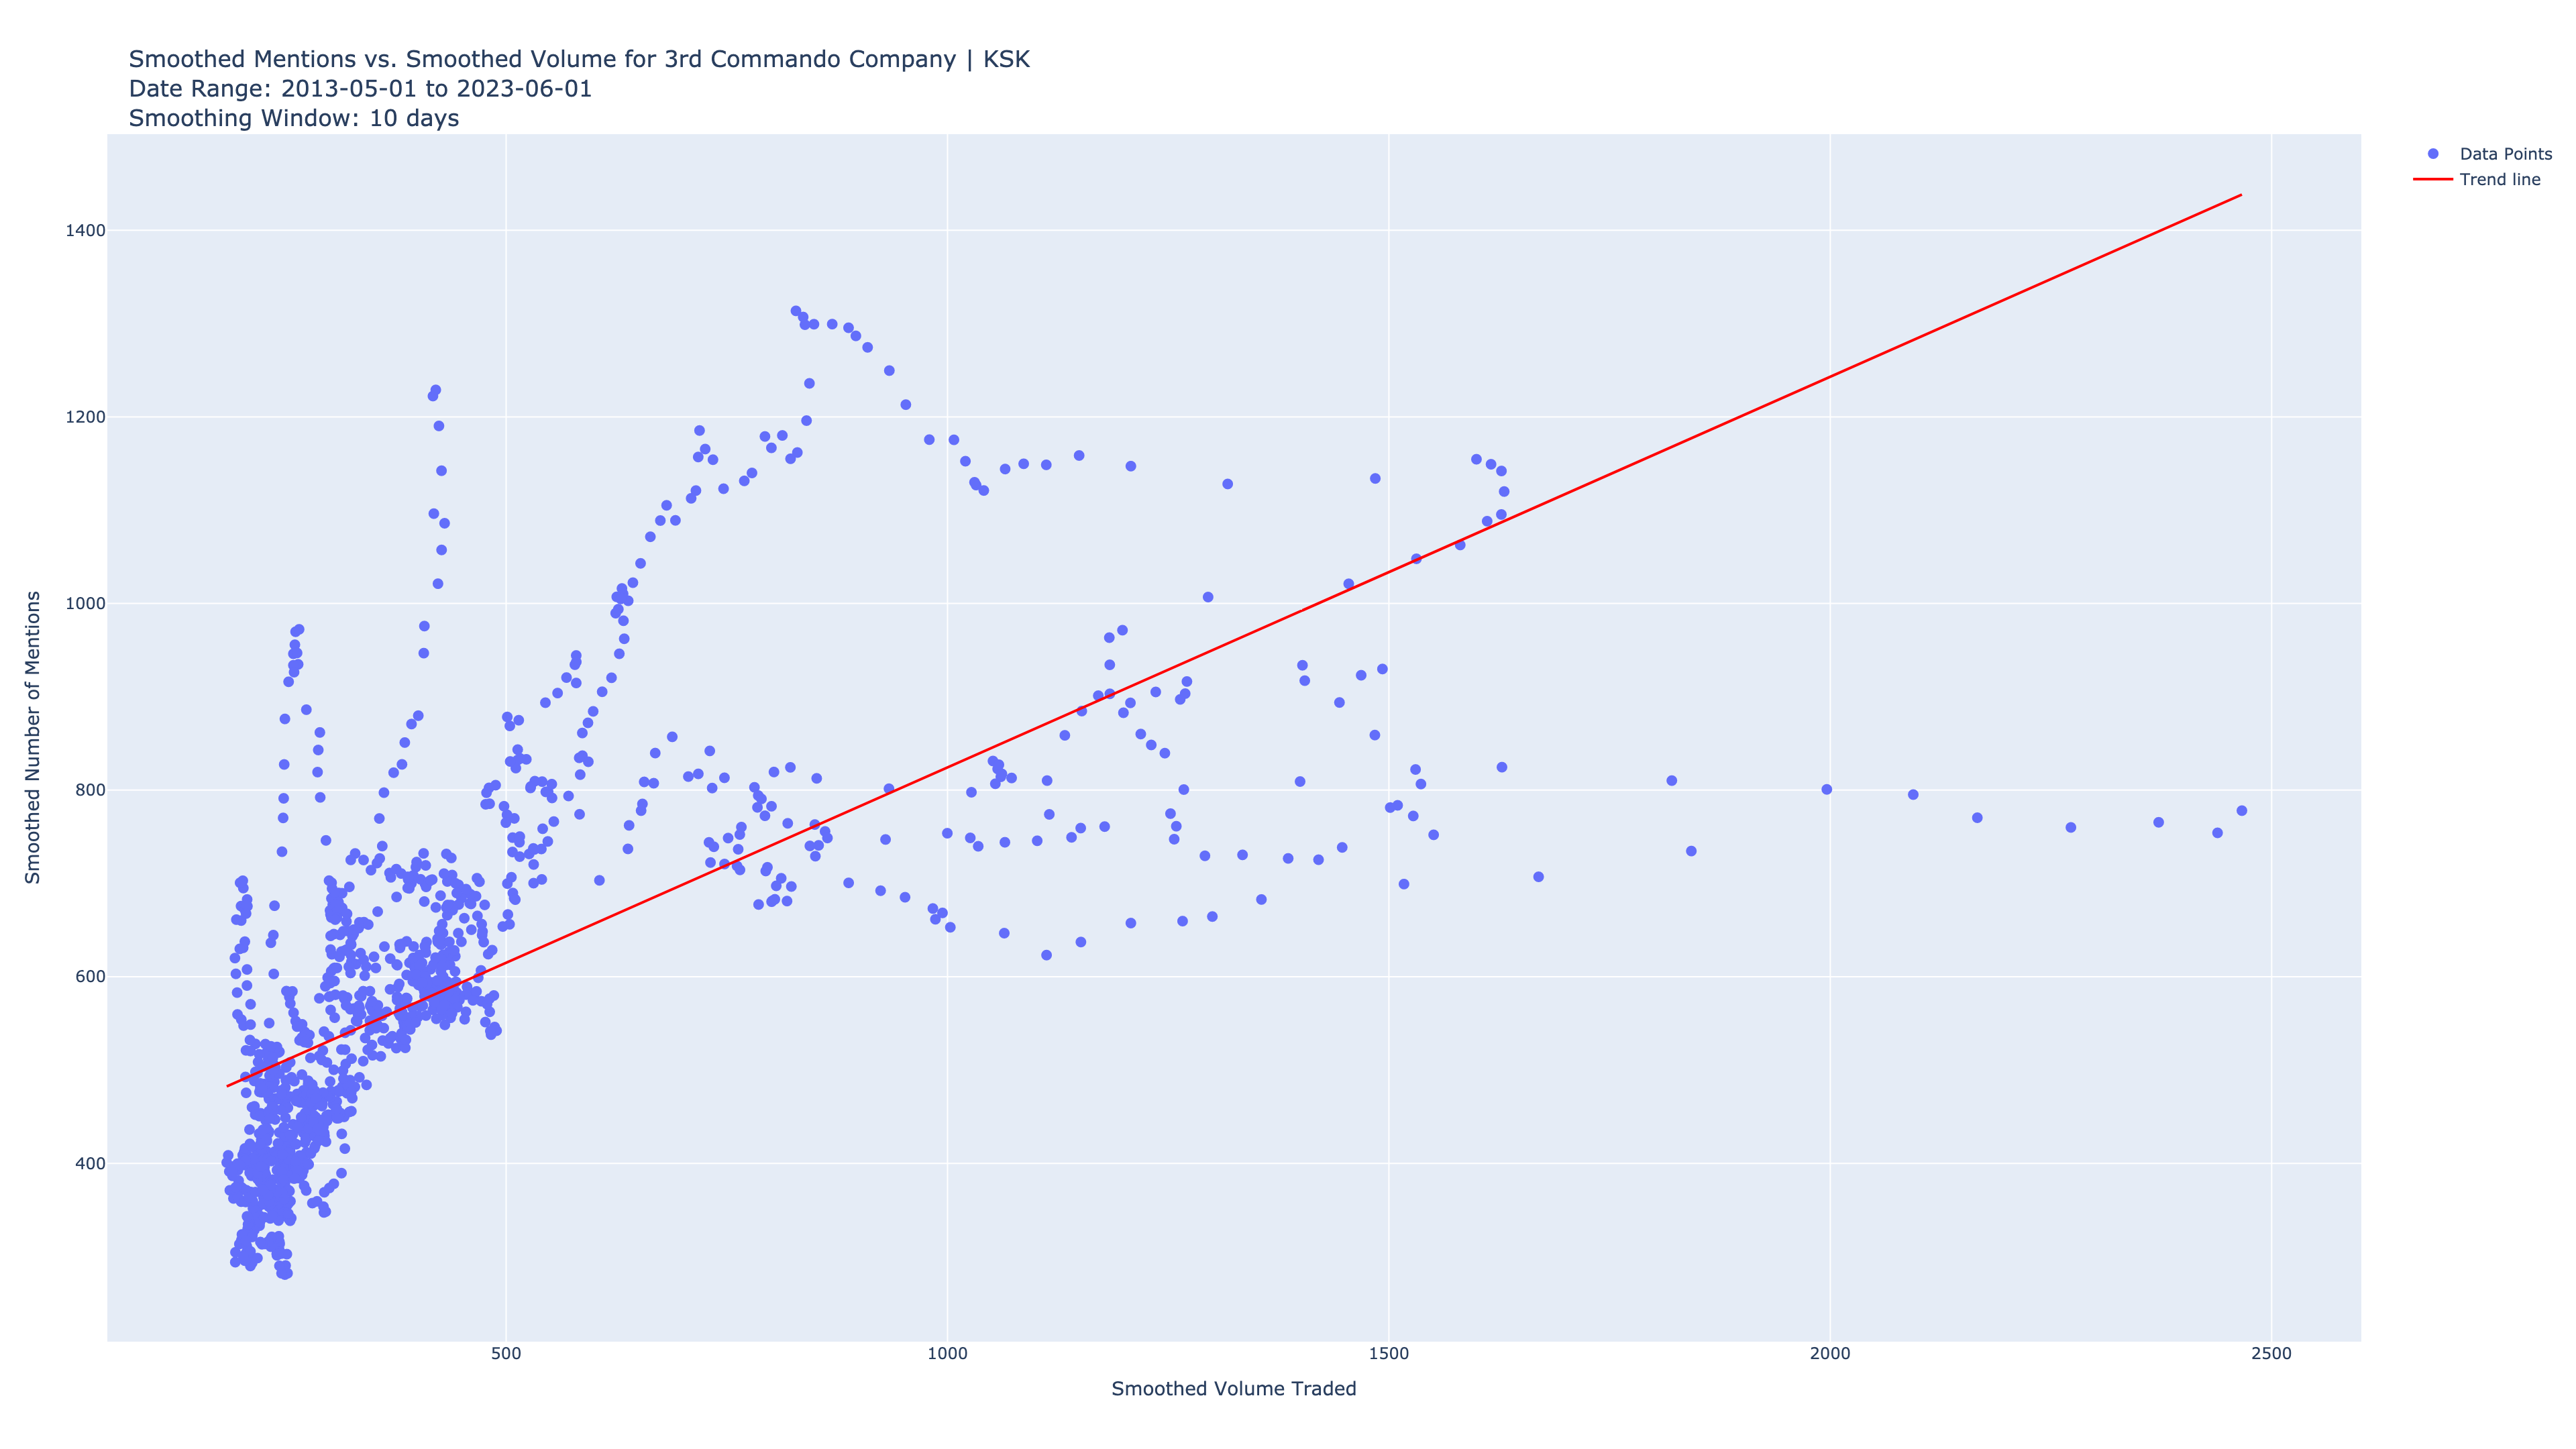 Smoothed Mentions vs. Smoothed Volume for 3rd Commando Company | KSK
Date Range: 2013-05-01 to 2023-06-01
Smoothing Window: 10 days
Data Points
Trend line
1400
1200
1000
800
600
400
Smoothed Number of Mentions
500
1000
1500
2000
2500
Smoothed Volume Traded